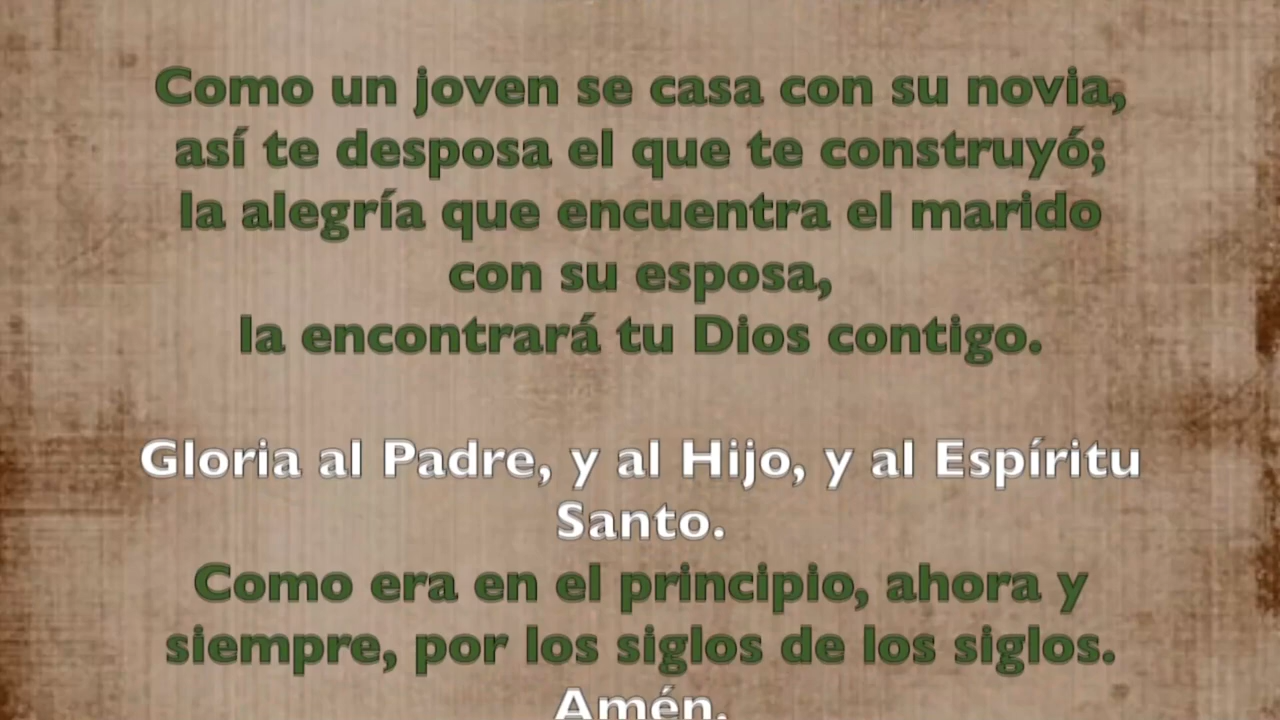 Como un joven se casa con su novia,
así te desposa el que te construyó;
la alegría que encuentra el marido
con su esposa,
la encontrará tu Dios contigo.
Gloria al Padre, y al Hijo, y al Espíritu
Santo.
Como era en el principio, ahora y
siempre, por los siglos de los siglos.
Amén.